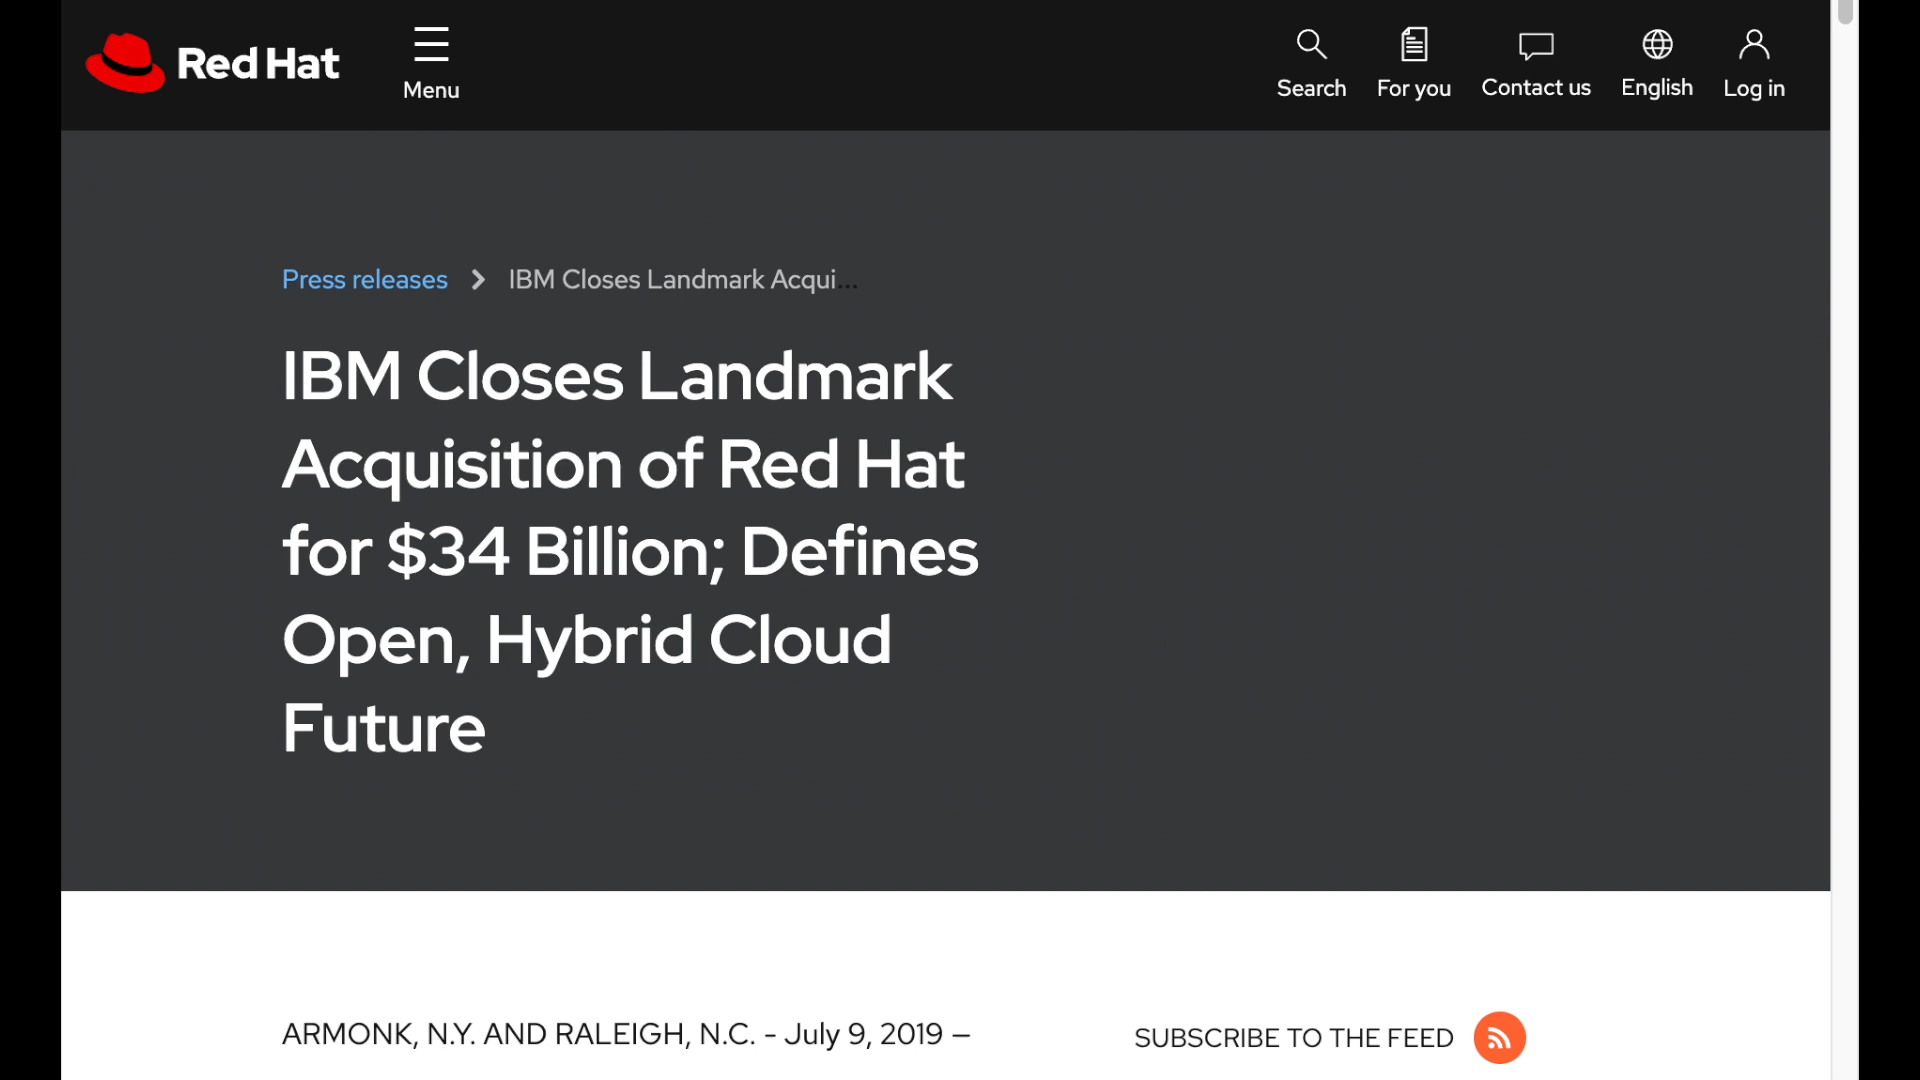 Red Hat
Menu
Search
For you
Contact us
English
Log in
Press releases
IBM Closes Landmark Acqui...
IBM Closes Landmark
Acquisition of Red Hat
for $34 Billion; Defines
Open, Hybrid Cloud
Future
ARMONK, N.Y. AND RALEIGH, N.C. - July 9, 2019 —
SUBSCRIBE TO THE FEED